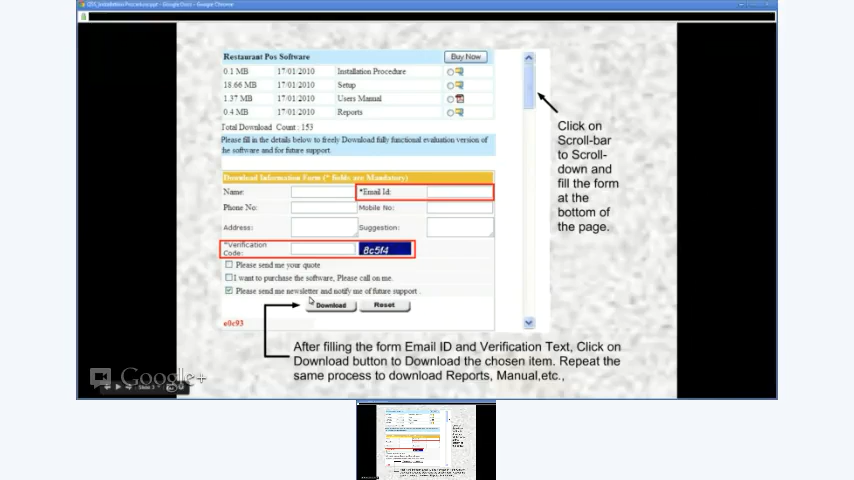 Restaurant Pos Software Buy Now
0.1 MB 17/01/2010 Installation Procedure
18.66 MB 17/01/2010 Setup
1.37 MB 17/01/2010 Users Manual
0.4 MB 17/01/2010 Reports
Total Download Count : 153
Please fill in the details below to freely Download fully functional evaluation version of
the software and for future support.
Download Information Form (* fields are Mandatory)
Name: *Email Id:
Phone No: Mobile No:
Address: Suggestion:
*Verification
Code: 8c5f4
Please send me your quote
I want to purchase the software, Please call on me.
Please send me newsletter and notify me of future support .
Download Reset
e0c93
Click on
Scroll-bar
to Scroll-
down and
fill the form
at the
bottom of
the page.
After filling the form Email ID and Verification Text, Click on
Download button to Download the chosen item. Repeat the
same process to download Reports, Manual,etc.,
Google+
Slide 3